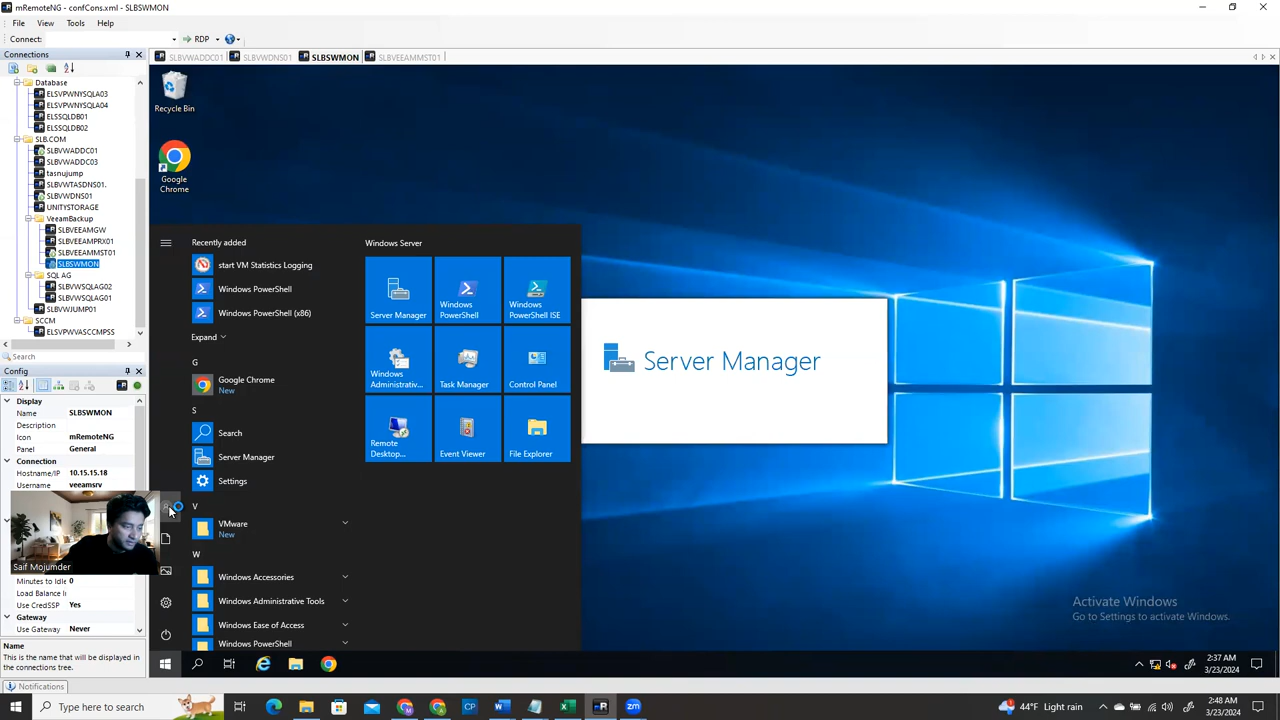 mRemoteNG - confCons.xml - SLBSWMON
File View Tools Help
Connect: RDP
Connections
SLBVWADDC01 SLBVWDNS01 SLBSWMON SLBVEEAMMST01
Database
ELSVPWNYSQLA03
ELSVPWNYSQLA04
ELSSQLDB01
ELSSQLDB02
SLB.COM
SLBVWADDC01
SLBVWADDC03
tasnujump
SLBVWTASDNS01.
SLBVWDNS01
UNITYSTORAGE
VeeamBackup
SLBVEEAMGW
SLBVEEAMPRX01
SLBVEEAMMST01
SLBSWMON
SQL AG
SLBVWSQLAG02
SLBVWSQLAG01
SLBVWJUMP01
SCCM
ELSVPWVASCCMPSS
Search
Config
Display
Name SLBSWMON
Description
Icon mRemoteNG
Panel General
Connection
Hostname/IP 10.15.15.18
Username veeamsrv
Saif Mojumder
Minutes to Idle 0
Load Balance I
Use CredSSP Yes
Gateway
Use Gateway Never
Name
This is the name that will be displayed in the connections tree.
Notifications
Recycle Bin
Google
Chrome
Recently added
start VM Statistics Logging
Windows PowerShell
Windows PowerShell (x86)
Expand
G
Google Chrome
New
S
Search
Server Manager
Settings
V
VMware
New
W
Windows Accessories
Windows Administrative Tools
Windows Ease of Access
Windows PowerShell
Windows Server
Server Manager
Windows PowerShell
Windows PowerShell ISE
Windows Administrativ...
Task Manager
Control Panel
Remote Desktop...
Event Viewer
File Explorer
Server Manager
Activate Windows
Go to Settings to activate Windows.
2:37 AM
3/23/2024
Type here to search
CP
zm
44°F Light rain
2:48 AM
3/23/2024